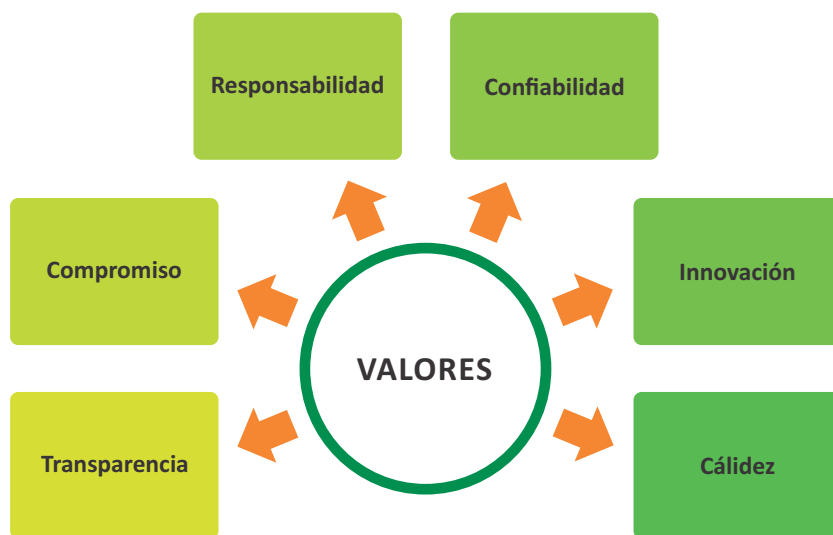 Responsabilidad
Confiabilidad
Compromiso
Innovación
VALORES
Transparencia
Cálidez